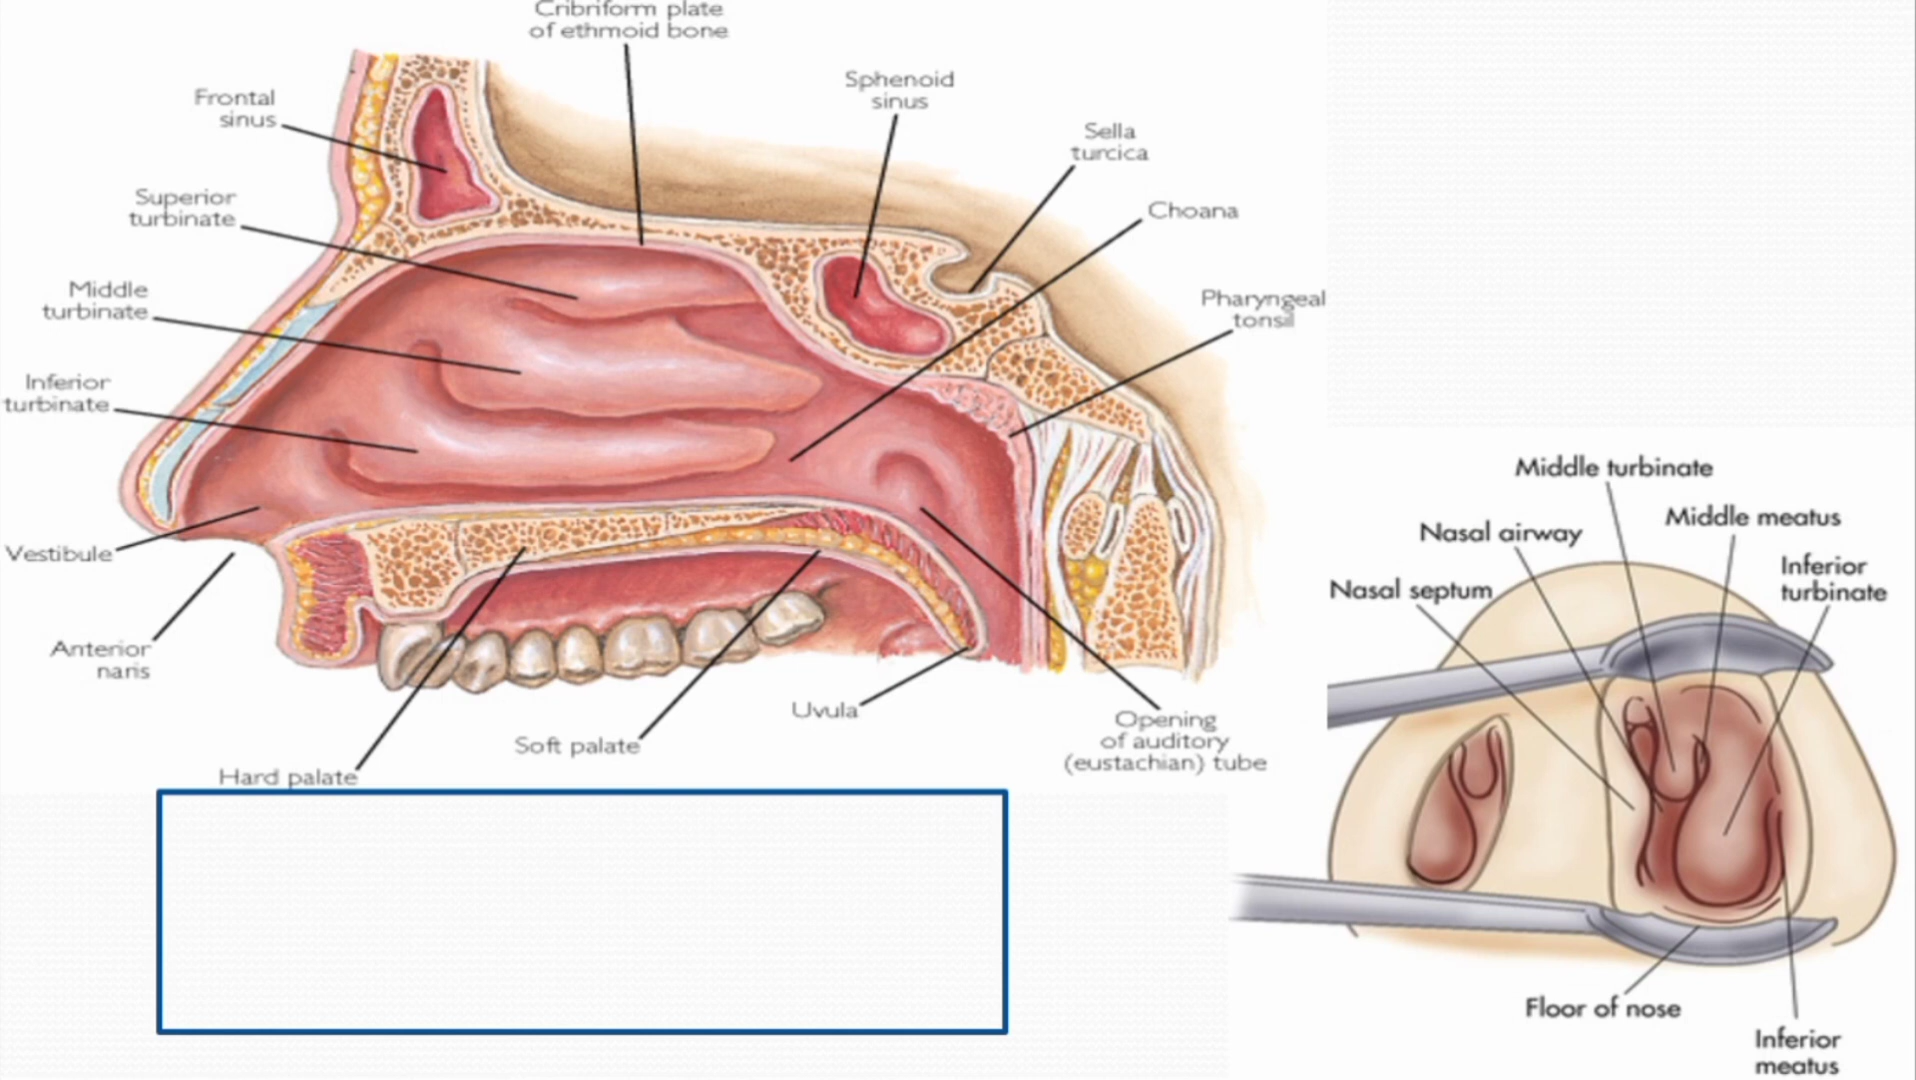 Cribriform plate
of ethmoid bone
Frontal
sinus
Sphenoid
sinus
Sella
turcica
Superior
turbinate
Choana
Middle
turbinate
Pharyngeal
tonsil
Inferior
turbinate
Vestibule
Anterior
naris
Uvula
Soft palate
Hard palate
Opening
of auditory
(eustachian) tube
Middle turbinate
Middle meatus
Nasal airway
Inferior
turbinate
Nasal septum
Floor of nose
Inferior
meatus